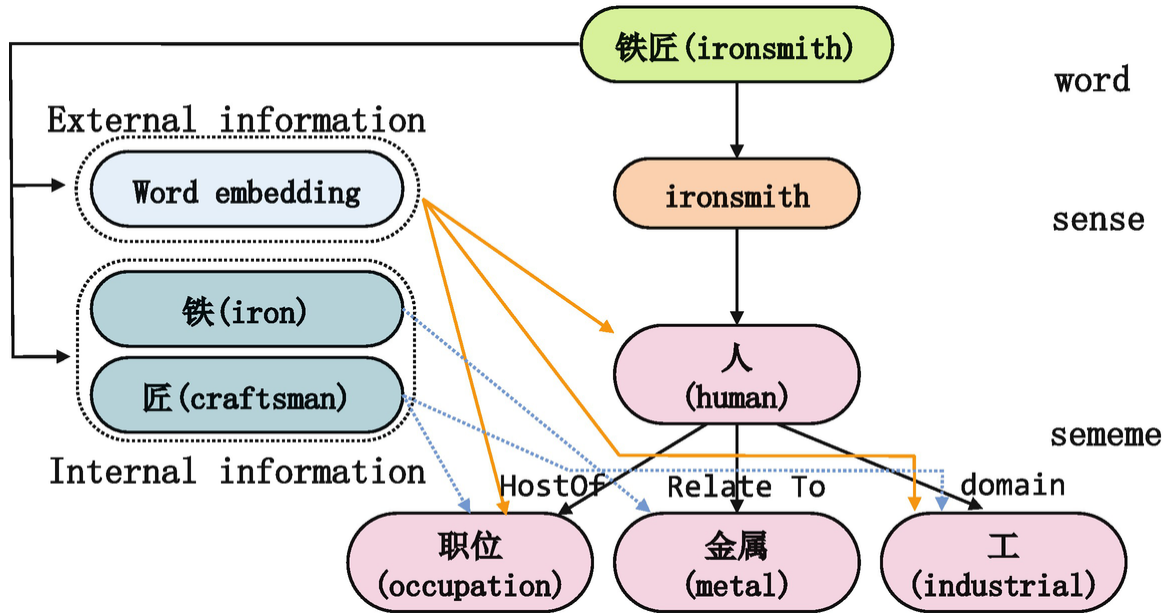 铁匠(ironsmith)
word
External information
Word embedding
ironsmith
sense
铁(iron)
人
(human)
匠(craftsman)
sememe
Internal information
HostOf
Relate To
domain
职位
(occupation)
金属
(metal)
工
(industrial)